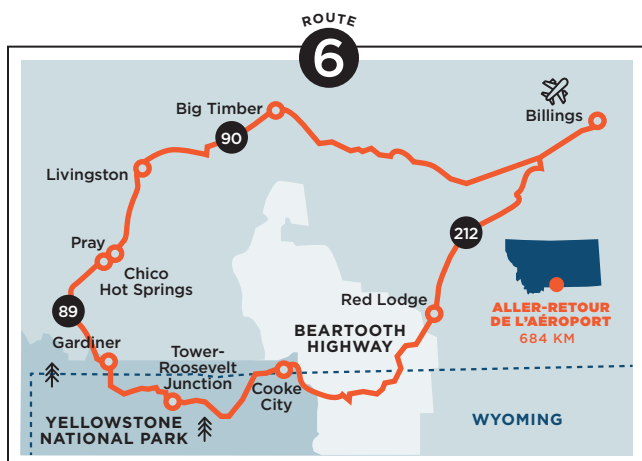 ROUTE
6
Big Timber
Billings
90
Livingston
212
Pray
Chico
Hot Springs
89
Red Lodge
ALLER-RETOUR
DE L'AÉROPORT
684 KM
BEARTOOTH
HIGHWAY
Gardiner
Tower-
Roosevelt
Junction
Cooke
City
WYOMING
YELLOWSTONE
NATIONAL PARK